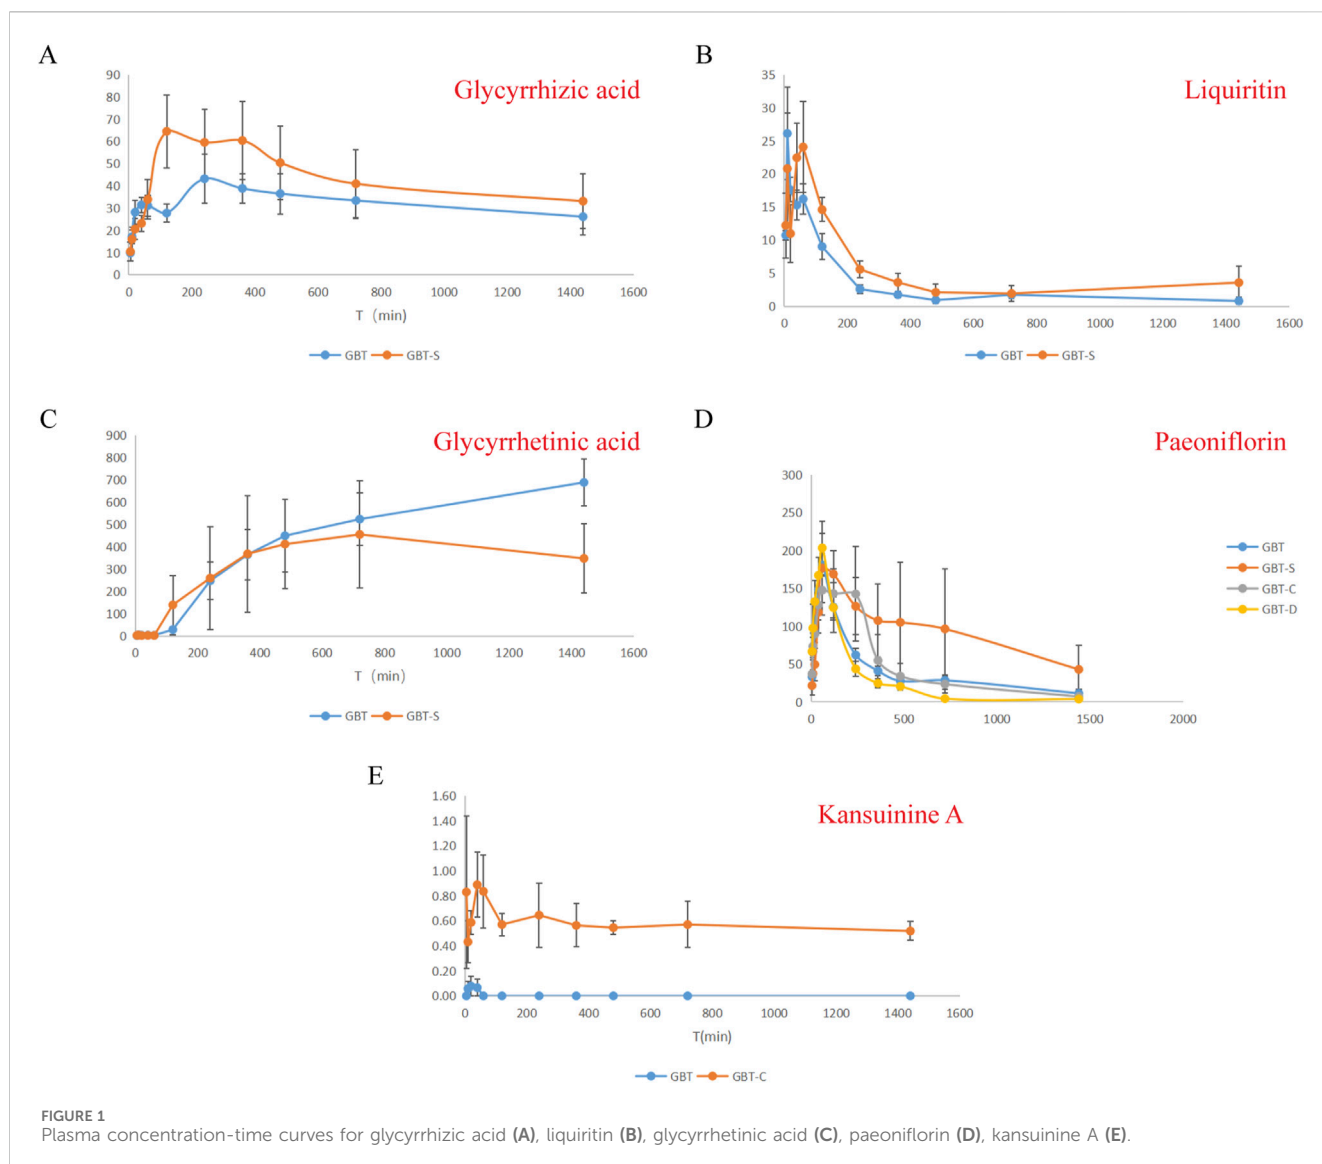 A
Glycyrrhizic acid
90
80
70
60
50
40
30
20
10
0
0 200 400 600 800 1000 1200 1400 1600
T (min)
GBT GBT-S
B
Liquiritin
35
30
25
20
15
10
5
0
0 200 400 600 800 1000 1200 1400 1600
GBT GBT-S
C
Glycyrrhetinic acid
900
800
700
600
500
400
300
200
100
0
0 200 400 600 800 1000 1200 1400 1600
T (min)
GBT GBT-S
D
Paeoniflorin
300
250
200
150
100
50
0
0 500 1000 1500 2000
GBT
GBT-S
GBT-C
GBT-D
E
Kansuinine A
1.60
1.40
1.20
1.00
0.80
0.60
0.40
0.20
0.00
0 200 400 600 800 1000 1200 1400 1600
T(min)
GBT GBT-C
FIGURE 1
Plasma concentration-time curves for glycyrrhizic acid (A), liquiritin (B), glycyrrhetinic acid (C), paeoniflorin (D), kansuinine A (E).